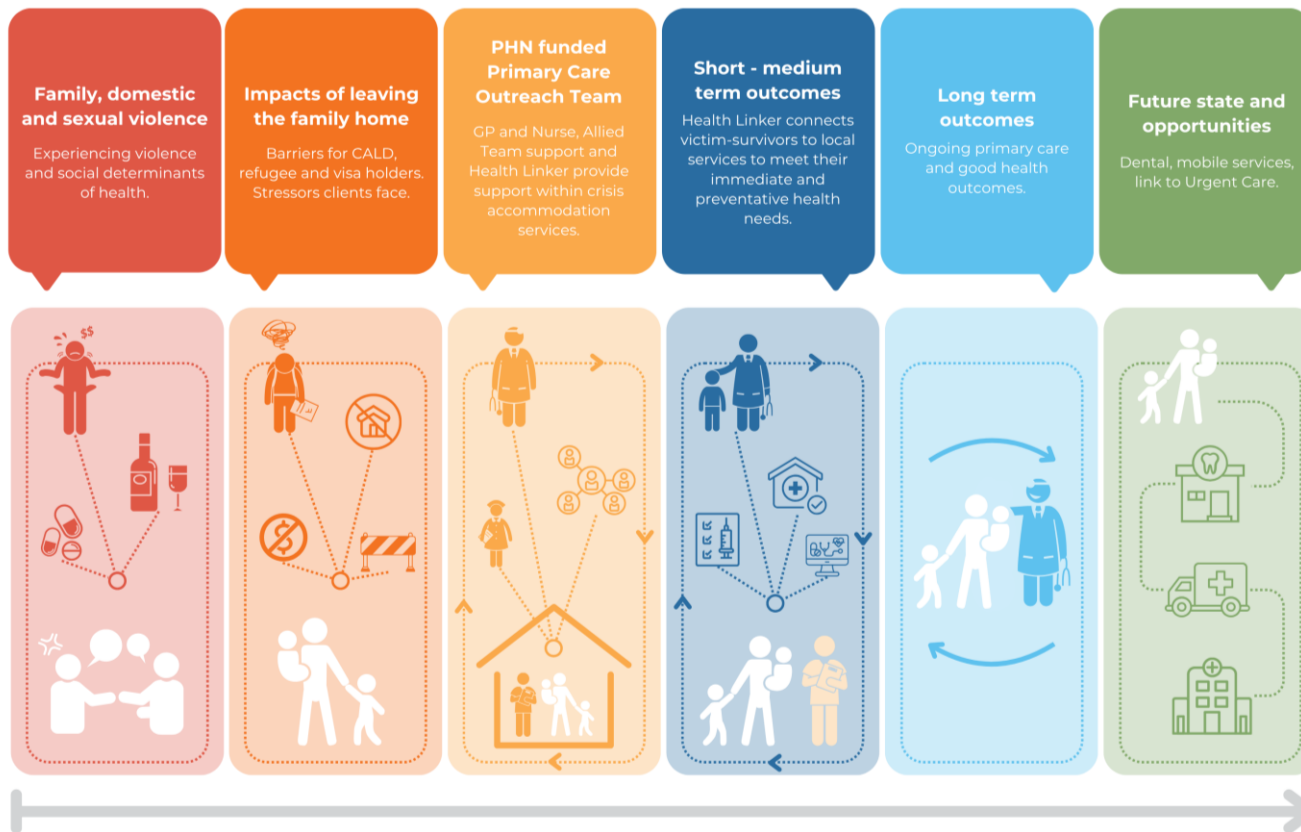 Family, domestic
and sexual violence
Experiencing violence
and social determinants
of health.
Impacts of leaving
the family home
Barriers for CALD,
refugee and visa holders.
Stressors clients face.
PHN funded
Primary Care
Outreach Team
GP and Nurse, Allied
Team support and
Health Linker provide
support within crisis
accommodation
services.
Short - medium
term outcomes
Health Linker connects
victim-survivors to local
services to meet their
immediate and
preventative health
needs.
Long term
outcomes
Ongoing primary care
and good health
outcomes.
Future state and
opportunities
Dental, mobile services,
link to Urgent Care.
$$
$